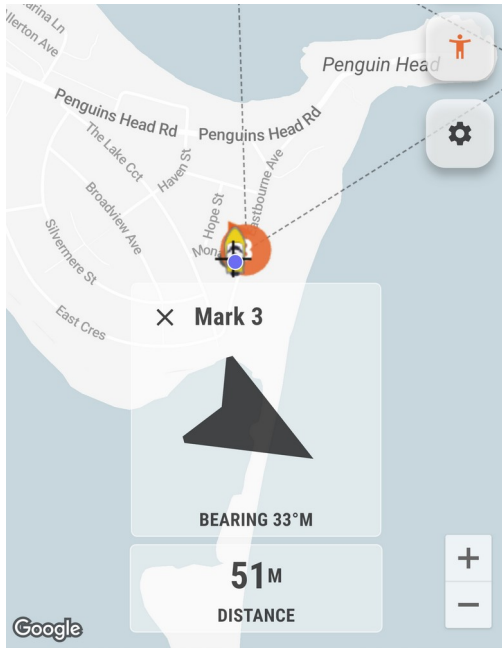 Allerton Ave
Penguin Head
Penguins Head Rd
Penguins Head Rd
The Lake Cct
Haven St
Broadview Ave
Hope St
Silvermere St
East Cres
Mark 3
BEARING 33°M
51M
DISTANCE
+
−
Google